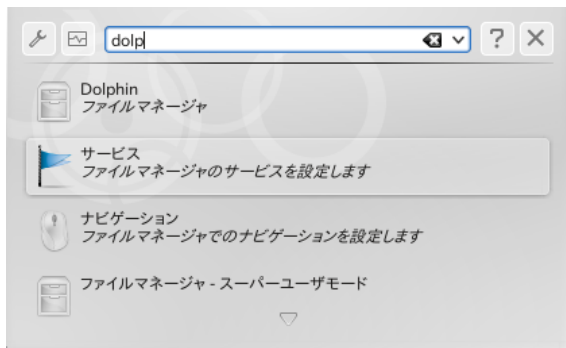 dolp
?
Dolphin
ファイルマネージャ
サービス
ファイルマネージャのサービスを設定します
ナビゲーション
ファイルマネージャでのナビゲーションを設定します
ファイルマネージャ - スーパーユーザモード